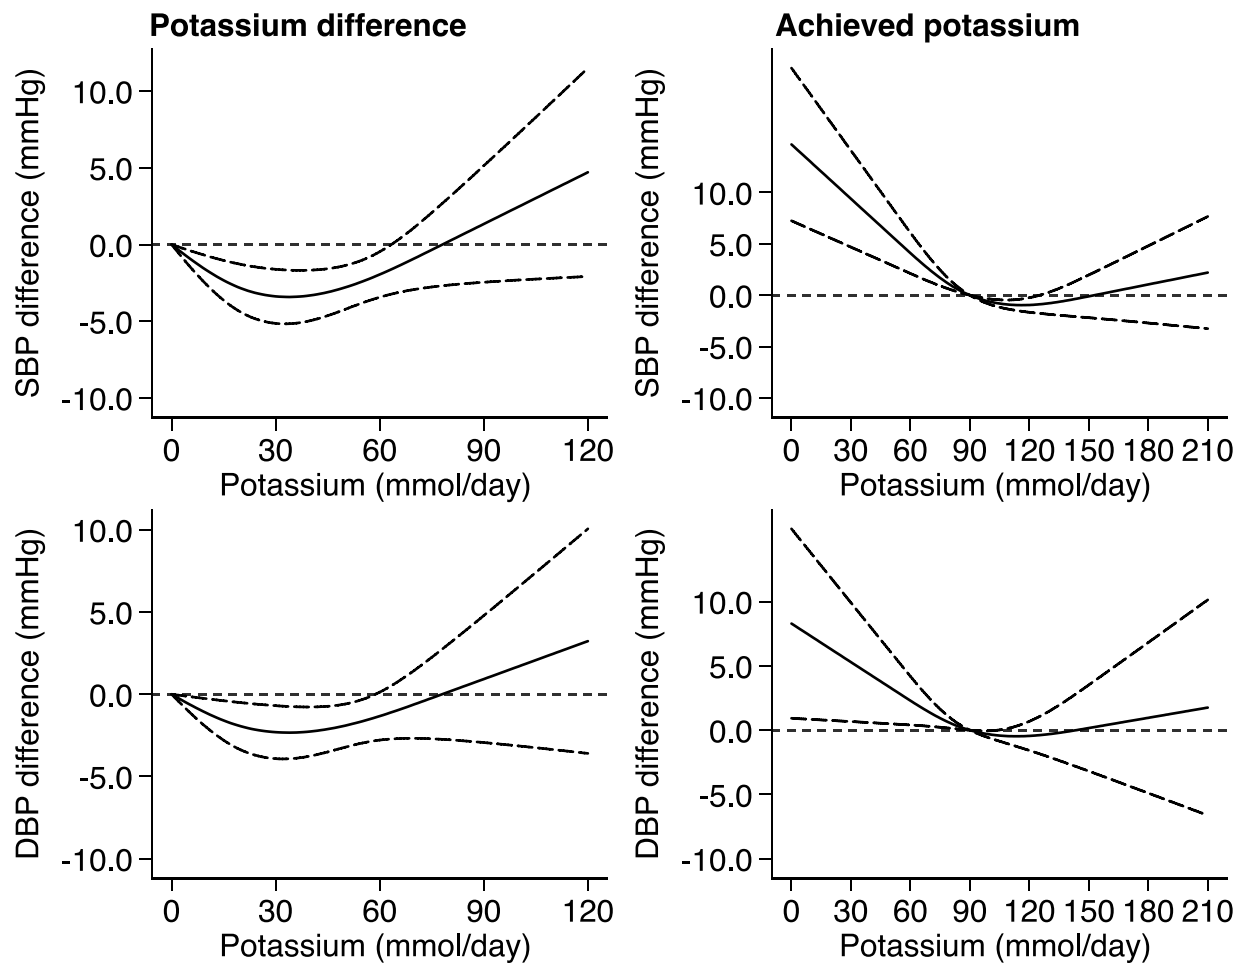 Potassium difference
SBP difference (mmHg)
10.0
5.0
0.0
-5.0
-10.0
0 30 60 90 120
Potassium (mmol/day)
Achieved potassium
SBP difference (mmHg)
10.0
5.0
0.0
-5.0
-10.0
0 30 60 90 120 150 180 210
Potassium (mmol/day)
DBP difference (mmHg)
10.0
5.0
0.0
-5.0
-10.0
0 30 60 90 120
Potassium (mmol/day)
DBP difference (mmHg)
10.0
5.0
0.0
-5.0
-10.0
0 30 60 90 120 150 180 210
Potassium (mmol/day)